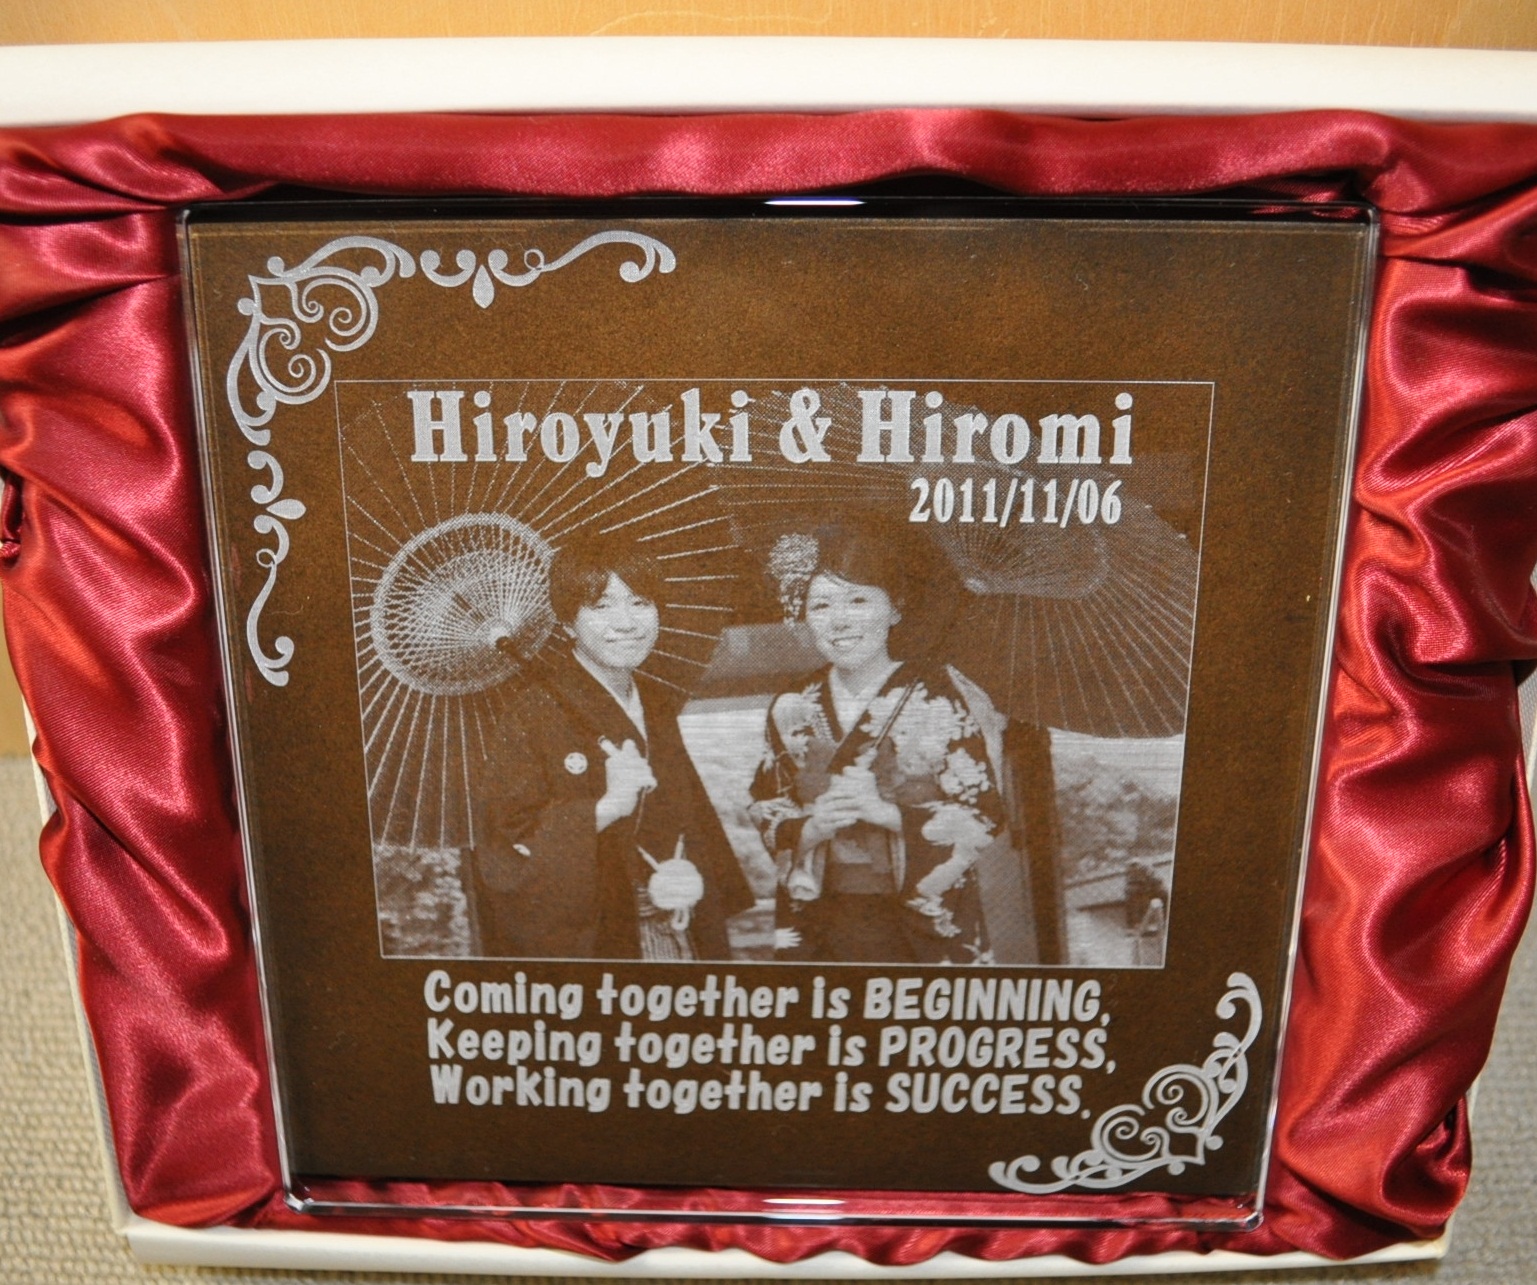 Hiroyuki & Hiromi
2011/11/06
Coming together is BEGINNING,
Keeping together is PROGRESS,
Working together is SUCCESS.